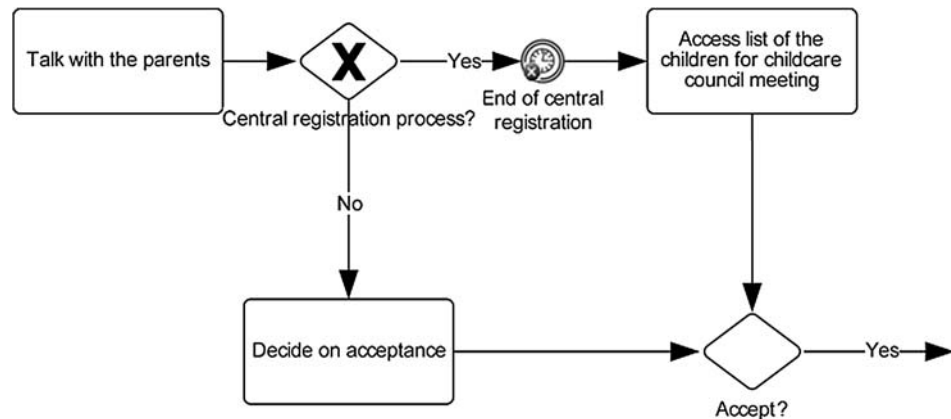 Talk with the parents
X
Central registration process?
Yes
End of central
registration
Access list of the
children for childcare
council meeting
No
Decide on acceptance
Accept?
Yes